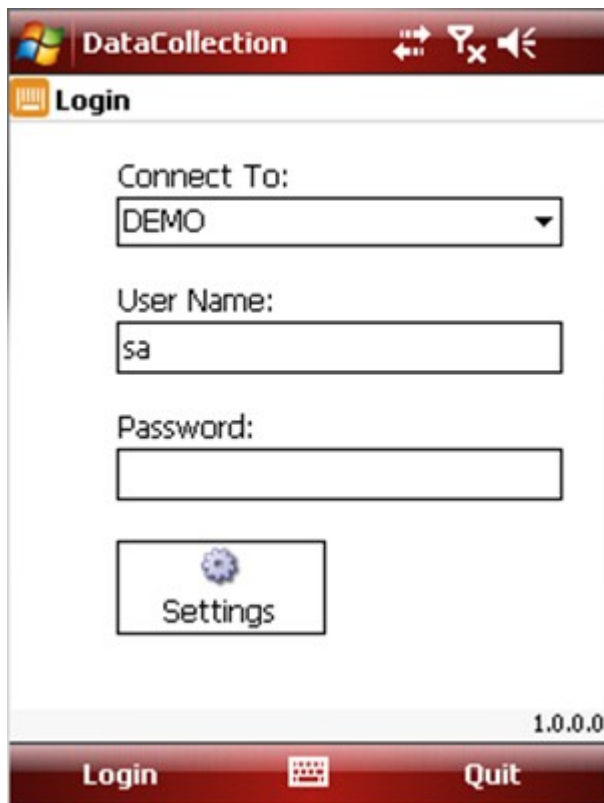 DataCollection
Login
Connect To:
DEMO
User Name:
sa
Password:
Settings
1.0.0.0
Login Quit